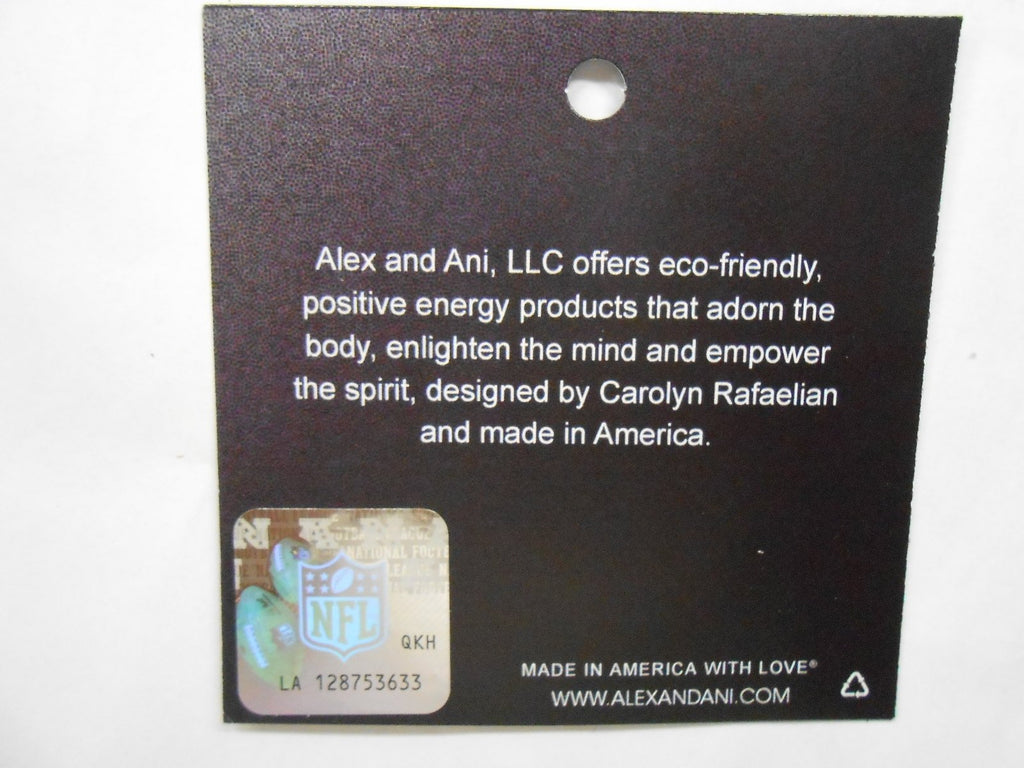 Alex and Ani, LLC offers eco-friendly,
positive energy products that adorn the
body, enlighten the mind and empower
the spirit, designed by Carolyn Rafaelian
and made in America.
NATIONAL
NFL
QKH
LA 128753633
MADE IN AMERICA WITH LOVE®
WWW.ALEXANDANI.COM